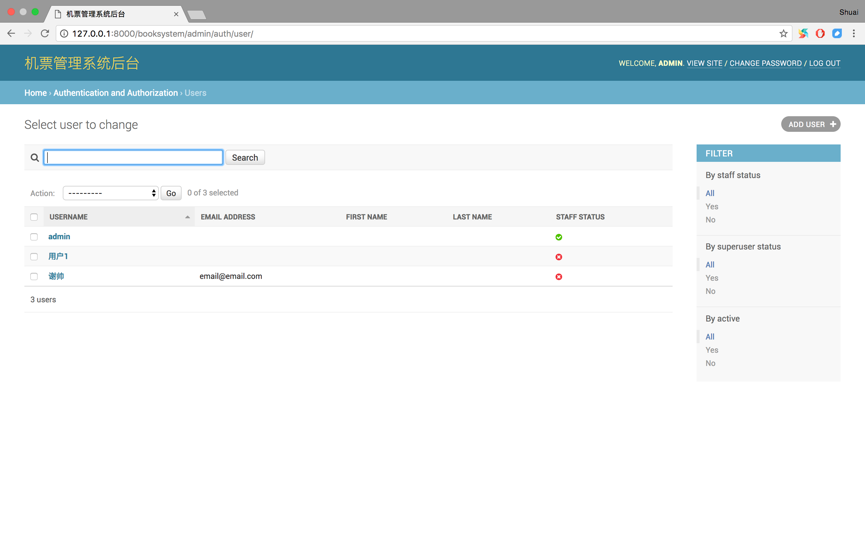 机票管理系统后台
Shuai
127.0.0.1:8000/booksystem/admin/auth/user/
机票管理系统后台
WELCOME, ADMIN. VIEW SITE / CHANGE PASSWORD / LOG OUT
Home › Authentication and Authorization › Users
Select user to change
ADD USER +
Search
Action: --------- Go 0 of 3 selected
USERNAME EMAIL ADDRESS FIRST NAME LAST NAME STAFF STATUS
admin
用户1
谢帅 email@email.com
3 users
FILTER
By staff status
All
Yes
No
By superuser status
All
Yes
No
By active
All
Yes
No